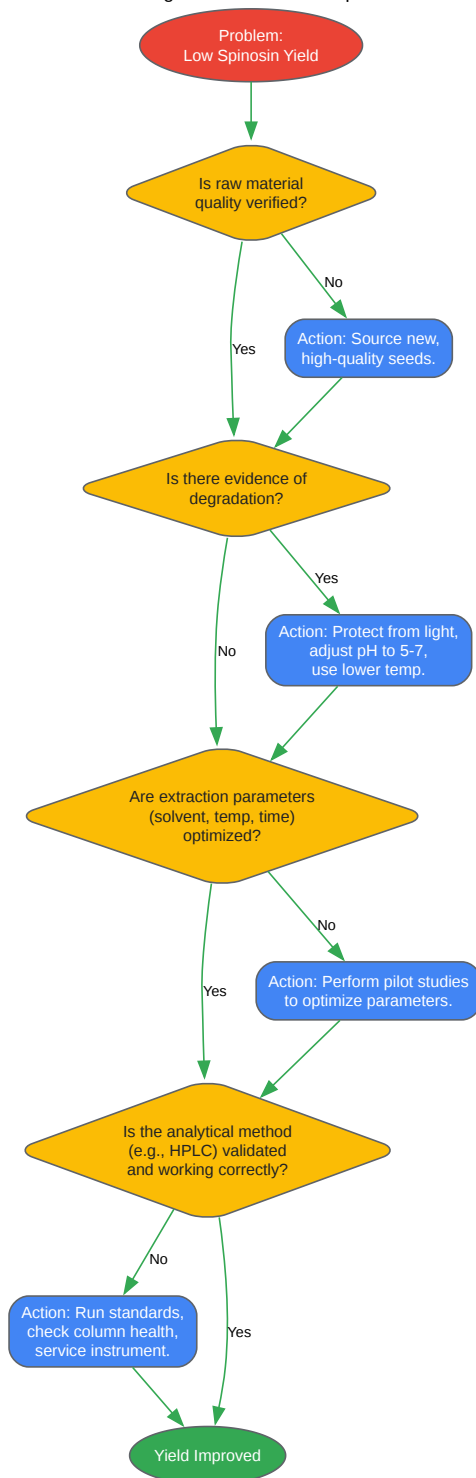 Problem:
Low Spinosin Yield
Is raw material
quality verified?
No
Yes
Action: Source new,
high-quality seeds.
Is there evidence of
degradation?
Yes
No
Action: Protect from light,
adjust pH to 5-7,
use lower temp.
Are extraction parameters
(solvent, temp, time)
optimized?
No
Yes
Action: Perform pilot studies
to optimize parameters.
Is the analytical method
(e.g., HPLC) validated
and working correctly?
No
Yes
Action: Run standards,
check column health,
service instrument.
Yield Improved